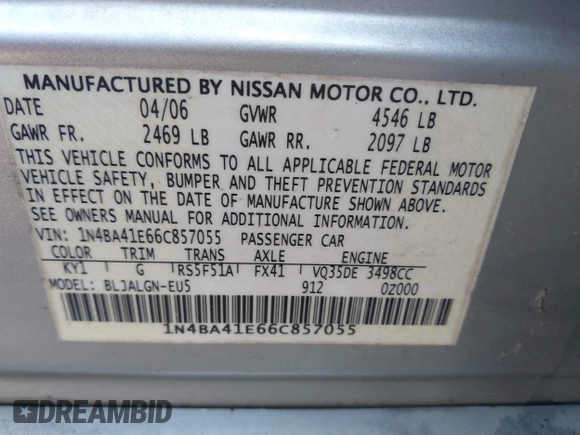 MANUFACTURED BY NISSAN MOTOR CO., LTD.
DATE 04/06 GVWR 4546 LB
GAWR FR. 2469 LB GAWR RR. 2097 LB
THIS VEHICLE CONFORMS TO ALL APPLICABLE FEDERAL MOTOR
VEHICLE SAFETY, BUMPER AND THEFT PREVENTION STANDARDS
IN EFFECT ON THE DATE OF MANUFACTURE SHOWN ABOVE.
SEE OWNERS MANUAL FOR ADDITIONAL INFORMATION.
VIN: 1N4BA41E66C857055 PASSENGER CAR
COLOR TRIM TRANS AXLE ENGINE
KY1 G RS5F51A FX41 VQ35DE 3498CC
MODEL: BLJALGN-EU5 912 0Z000
1N4BA41E66C857055
DREAMBID